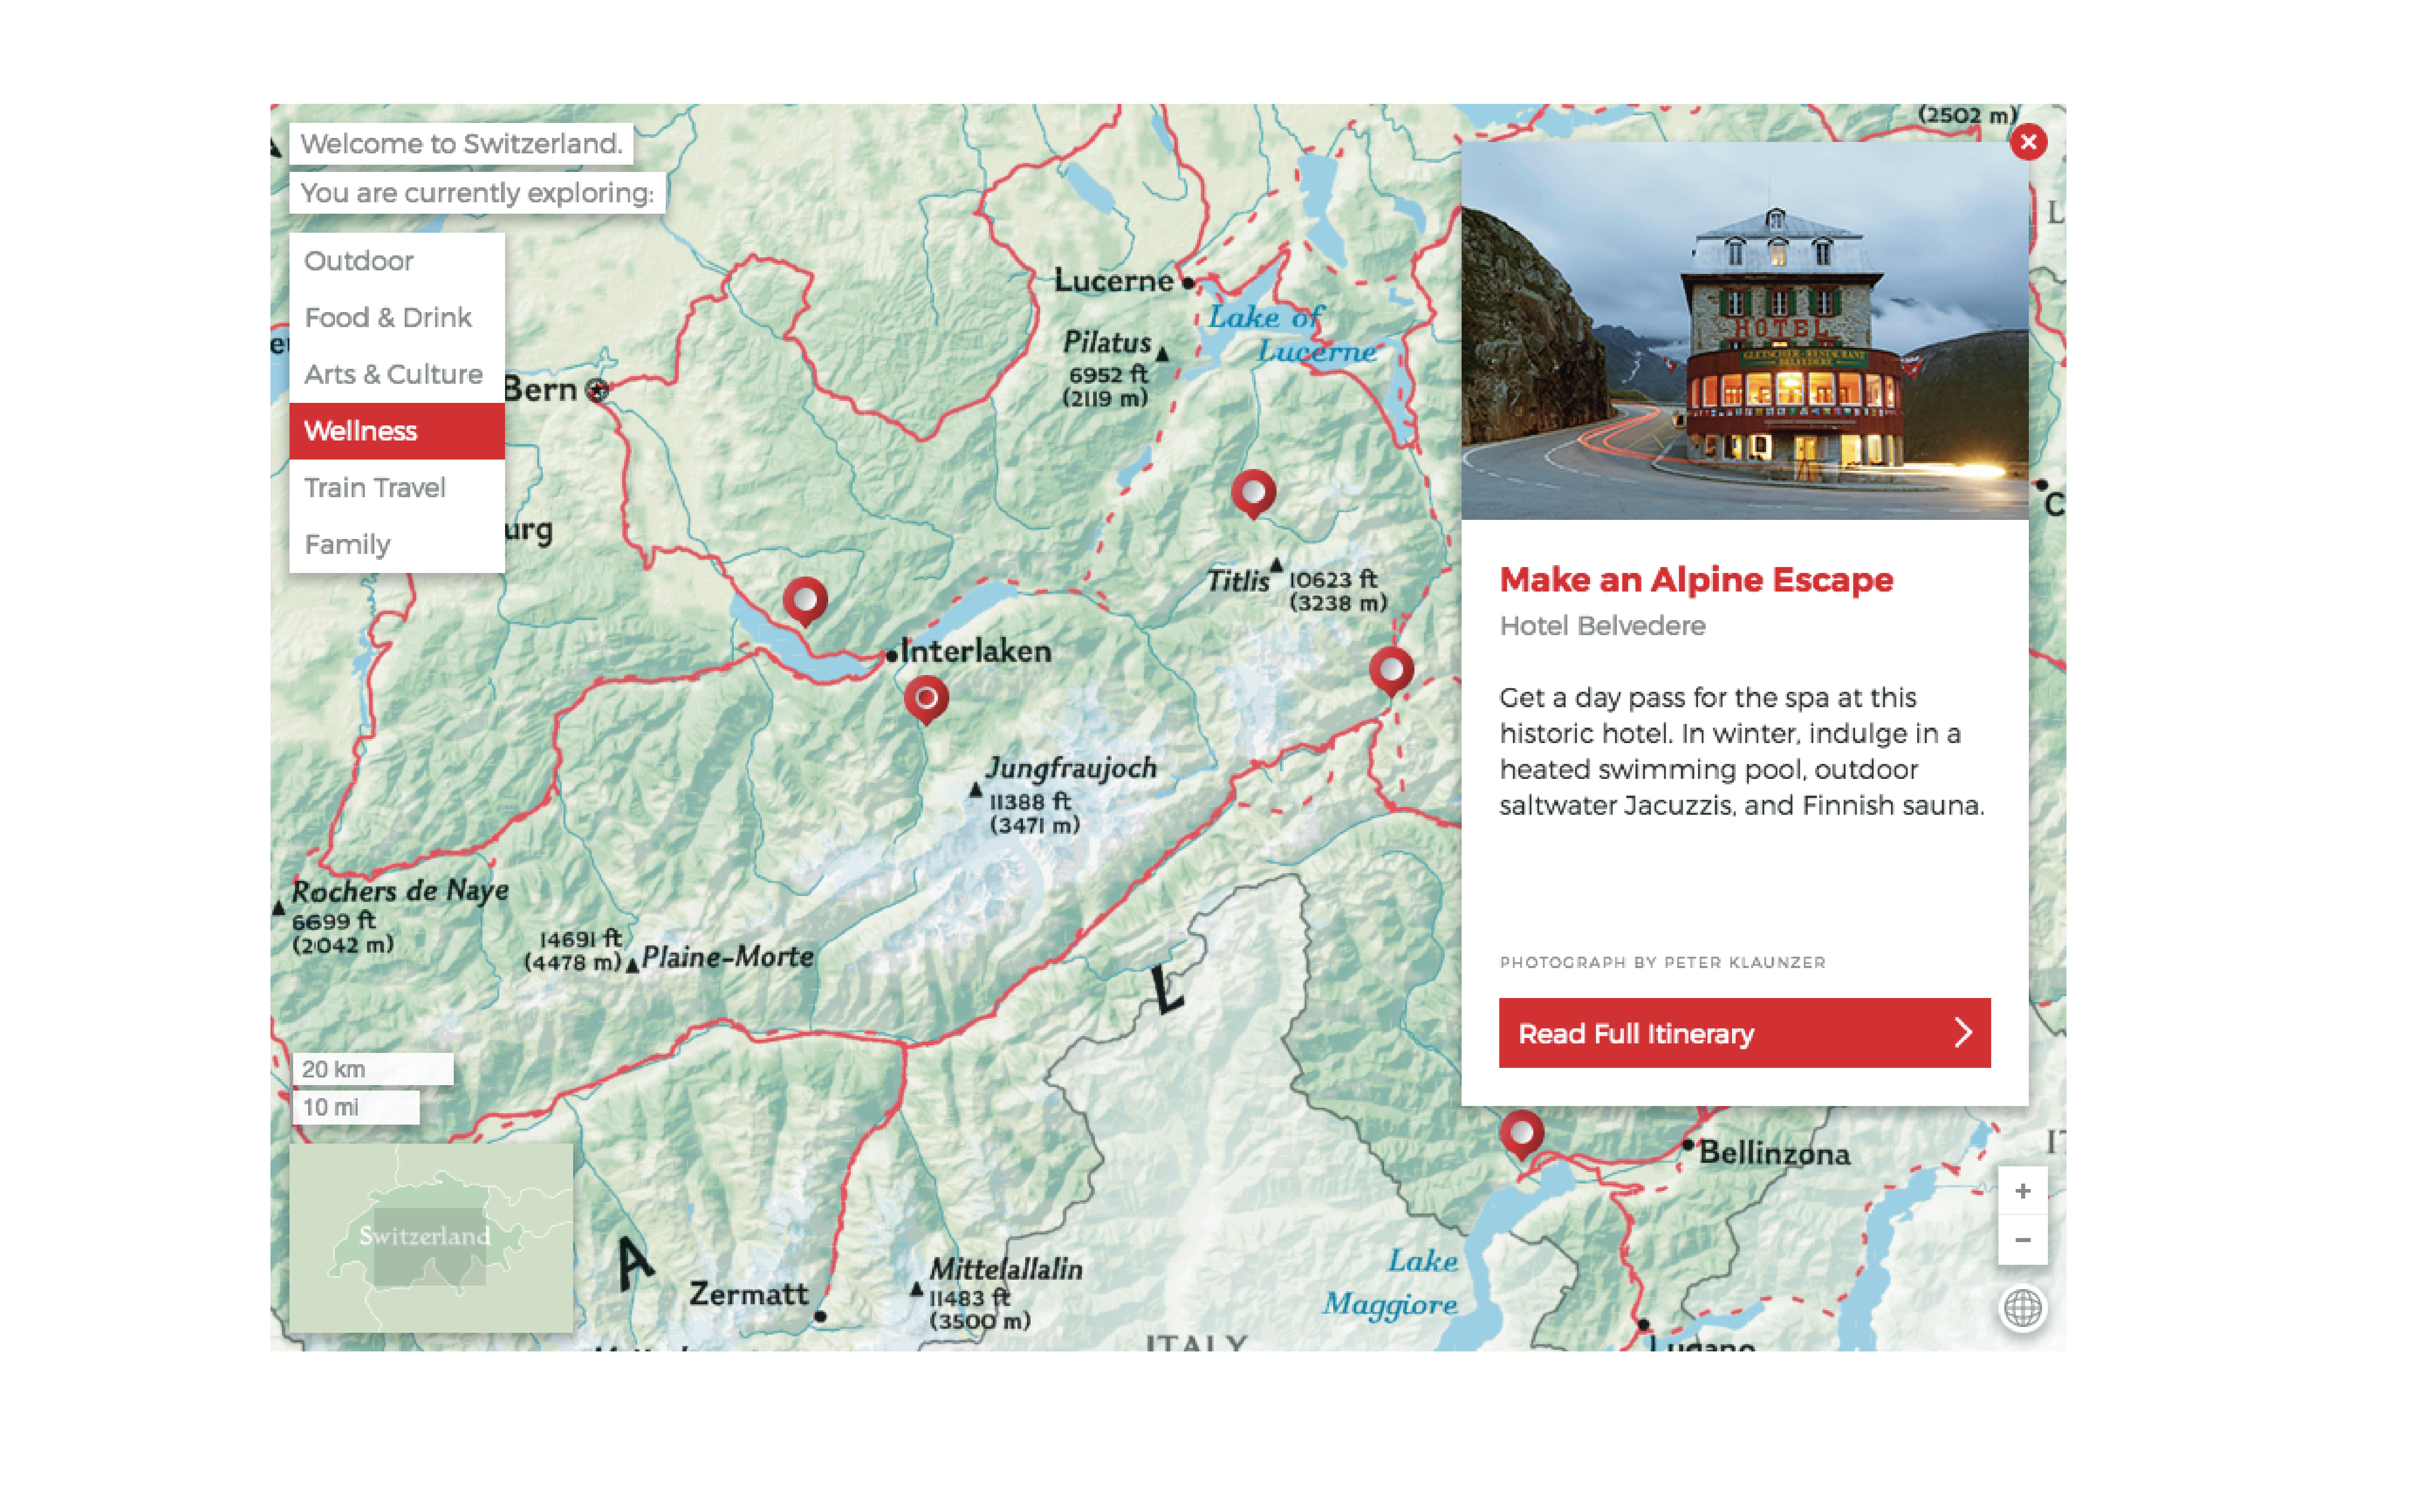 Welcome to Switzerland.
You are currently exploring:
Outdoor
Food & Drink
Arts & Culture
Wellness
Train Travel
Family
(2502 m)
Lucerne
Lake of
Lucerne
Pilatus
6952 ft
(2119 m)
Bern
urg
Titlis
10623 ft
(3238 m)
Interlaken
Jungfraujoch
11388 ft
(3471 m)
Rochers de Naye
6699 ft
(2042 m)
14691 ft
(4478 m)
Plaine-Morte
L
A
20 km
10 mi
Switzerland
Zermatt
Mittelallalin
11483 ft
(3500 m)
ITALY
Lake
Maggiore
Bellinzona
Lugano
L
C
HOTEL
GLETSCHER-RESTAURANT
BELVEDERE
Make an Alpine Escape
Hotel Belvedere
Get a day pass for the spa at this
historic hotel. In winter, indulge in a
heated swimming pool, outdoor
saltwater Jacuzzis, and Finnish sauna.
PHOTOGRAPH BY PETER KLAUNZER
Read Full Itinerary